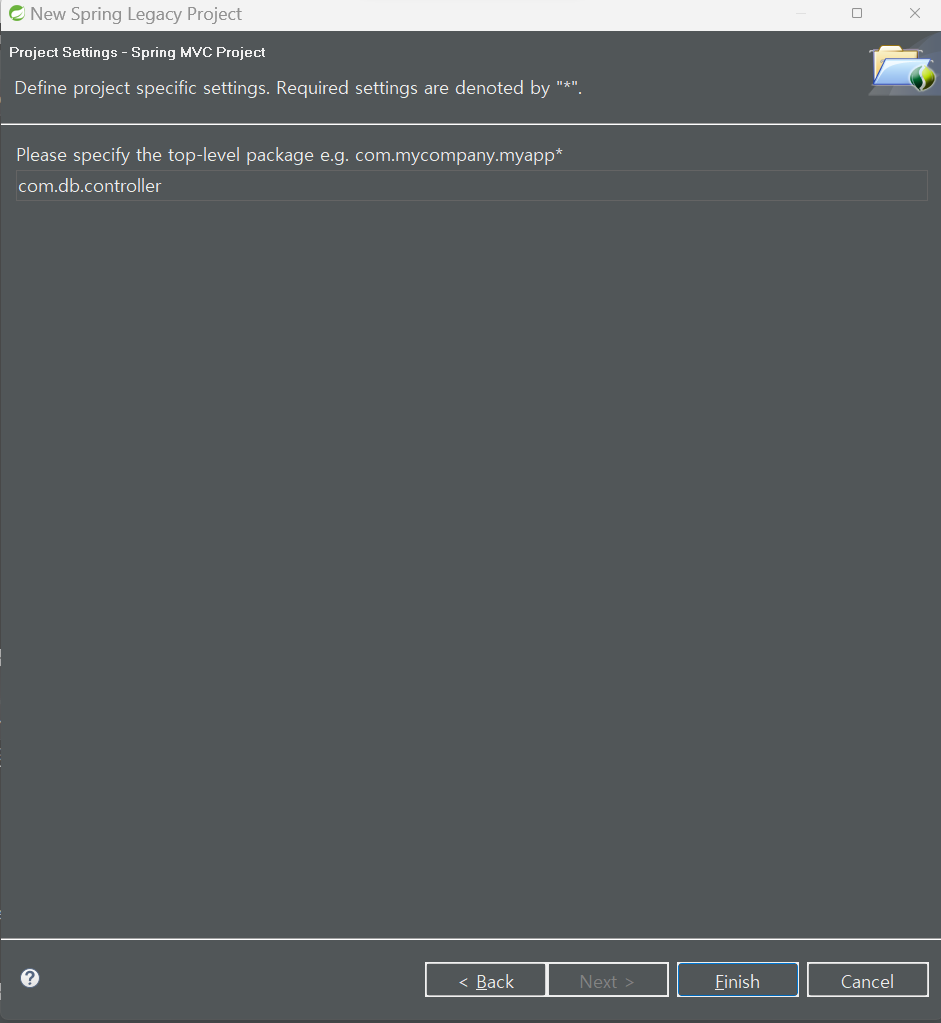 New Spring Legacy Project
Project Settings - Spring MVC Project
Define project specific settings. Required settings are denoted by "*".
Please specify the top-level package e.g. com.mycompany.myapp*
com.db.controller
?
< Back
Next >
Finish
Cancel